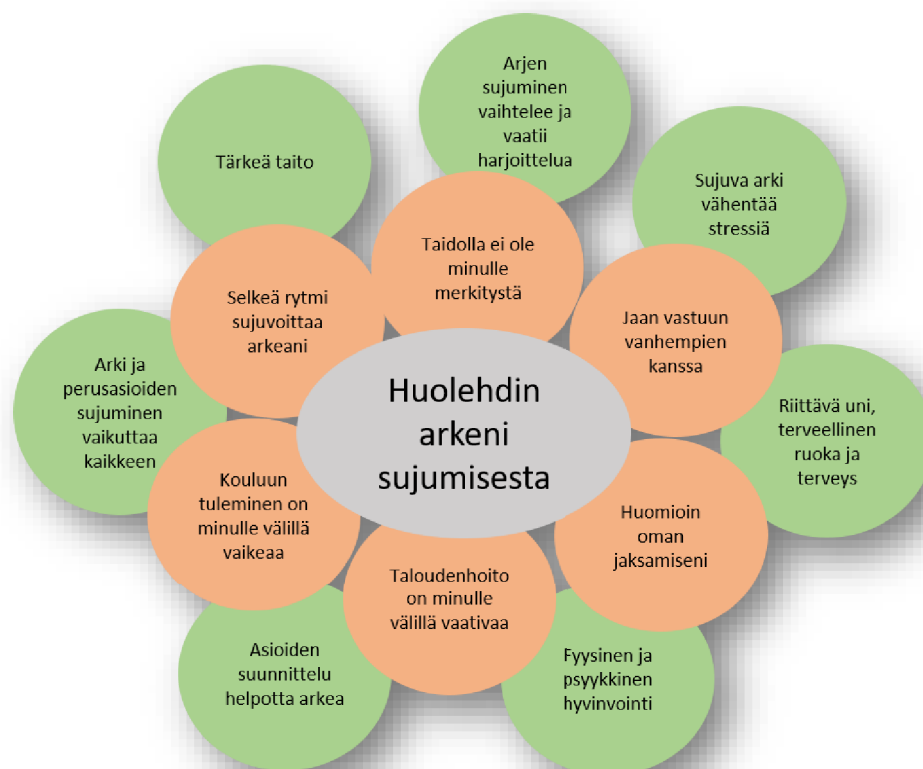 Arjen
sujuminen
vaihtelee ja
vaatii
harjoittelua
Tärkeä taito
Sujuva arki
vähentää
stressiä
Taidolla ei ole
minulle
merkitystä
Selkeä rytmi
sujuvoittaa
arkeani
Jaan vastuun
vanhempien
kanssa
Arki ja
perusasioiden
sujuminen
vaikuttaa
kaikkeen
Huolehdin
arkeni
sujumisesta
Riittävä uni,
terveellinen
ruoka ja
terveys
Kouluun
tuleminen on
minulle välillä
vaikeaa
Huomioin
oman
jaksamiseni
Taloudenhoito
on minulle
välillä vaativaa
Asioiden
suunnittelu
helpotta arkea
Fyysinen ja
psyykkinen
hyvinvointi